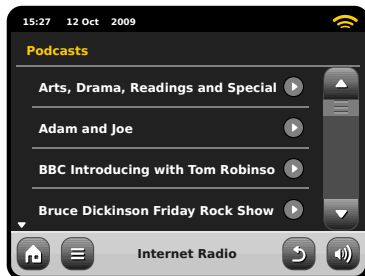 15:27 12 Oct 2009
Podcasts
Arts, Drama, Readings and Special
Adam and Joe
BBC Introducing with Tom Robinso
Bruce Dickinson Friday Rock Show
Internet Radio